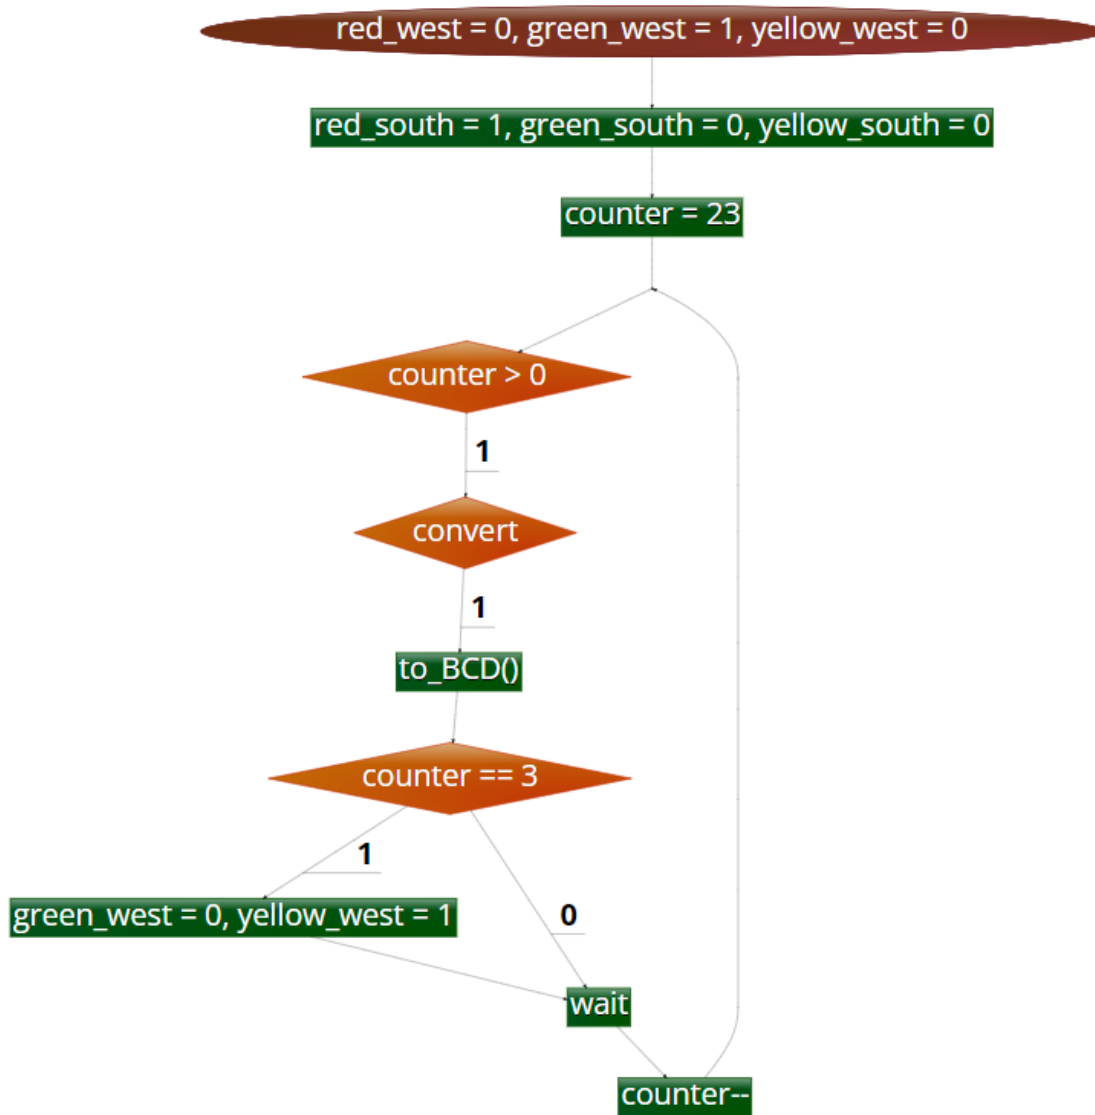 red_west = 0, green_west = 1, yellow_west = 0
red_south = 1, green_south = 0, yellow_south = 0
counter = 23
counter > 0
1
convert
1
to_BCD()
counter == 3
1
green_west = 0, yellow_west = 1
0
wait
counter--